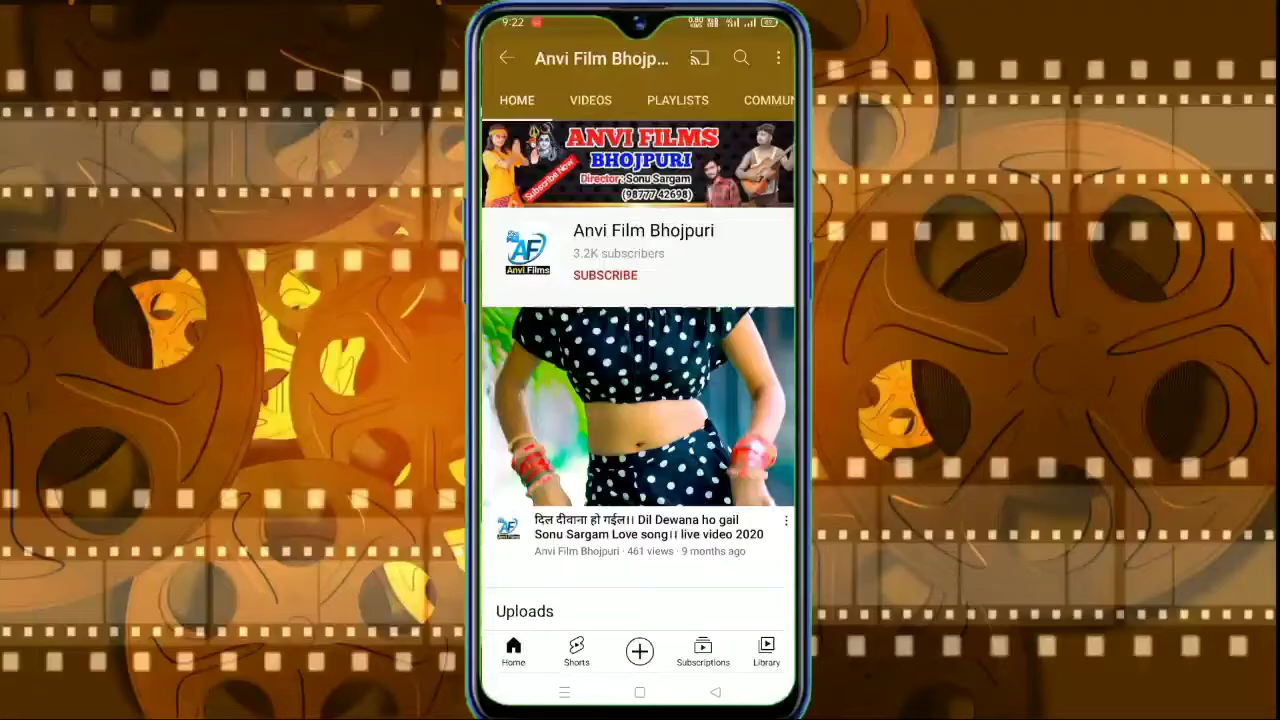 9:22
Anvi Film Bhojp...
HOME VIDEOS PLAYLISTS COMMUN
ANVI FILMS
BHOJPURI
Subscribe Now
Director: Sonu Sargam
(98777 42698)
AF
Anvi Films
Anvi Film Bhojpuri
3.2K subscribers
SUBSCRIBE
दिल दीवाना हो गईल।। Dil Dewana ho gail
Sonu Sargam Love song।। live video 2020
Anvi Film Bhojpuri · 461 views · 9 months ago
Uploads
Home Shorts Subscriptions Library